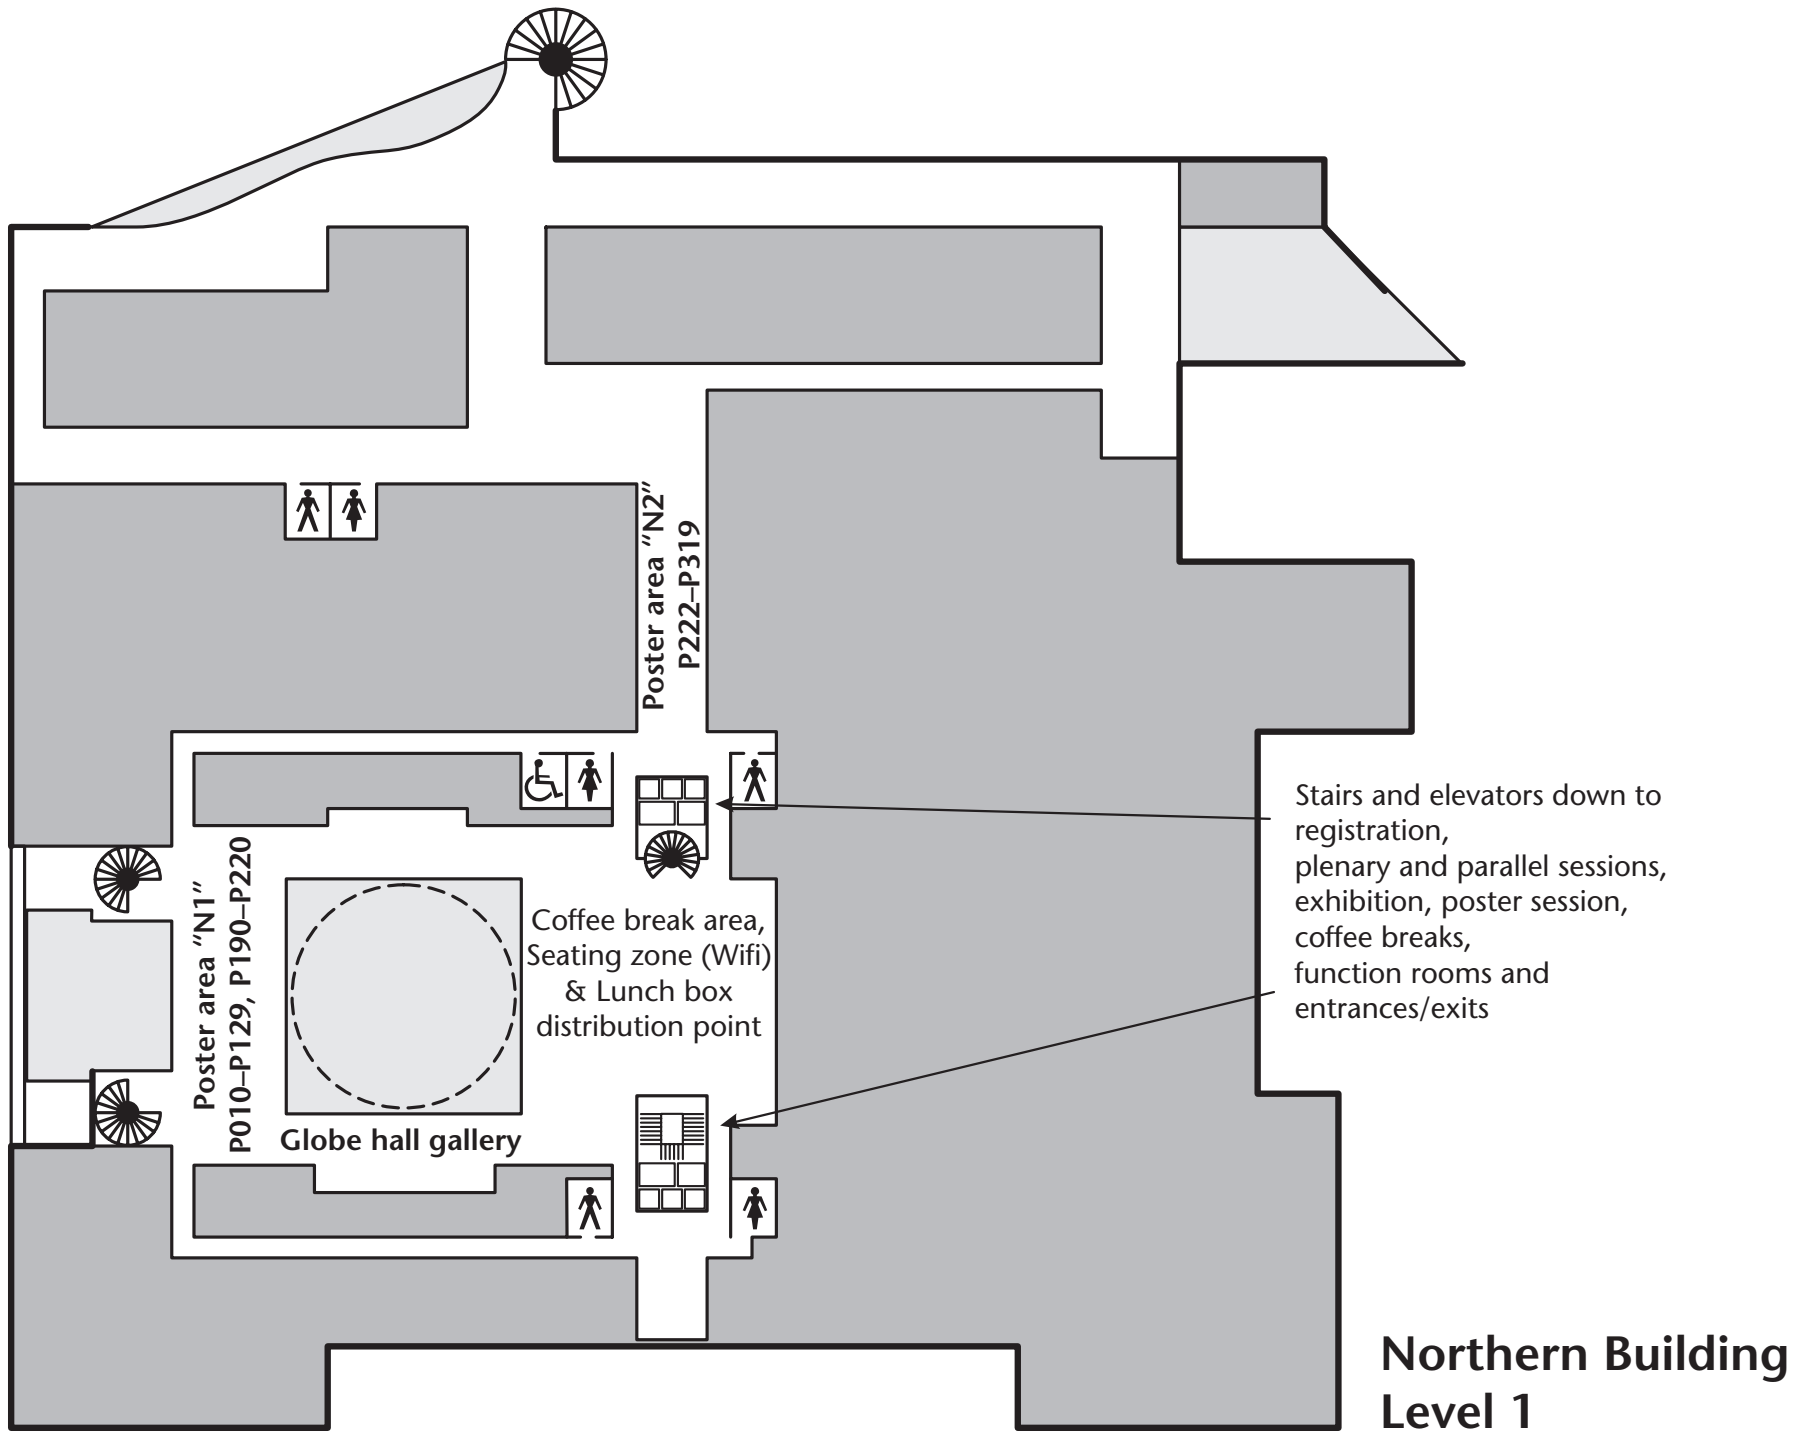 Poster area “N2”
P222–P319
Poster area “N1”
P010–P129, P190–P220
Coffee break area,
Seating zone (Wifi)
& Lunch box
distribution point
Globe hall gallery
Stairs and elevators down to
registration,
plenary and parallel sessions,
exhibition, poster session,
coffee breaks,
function rooms and
entrances/exits
Northern Building
Level 1